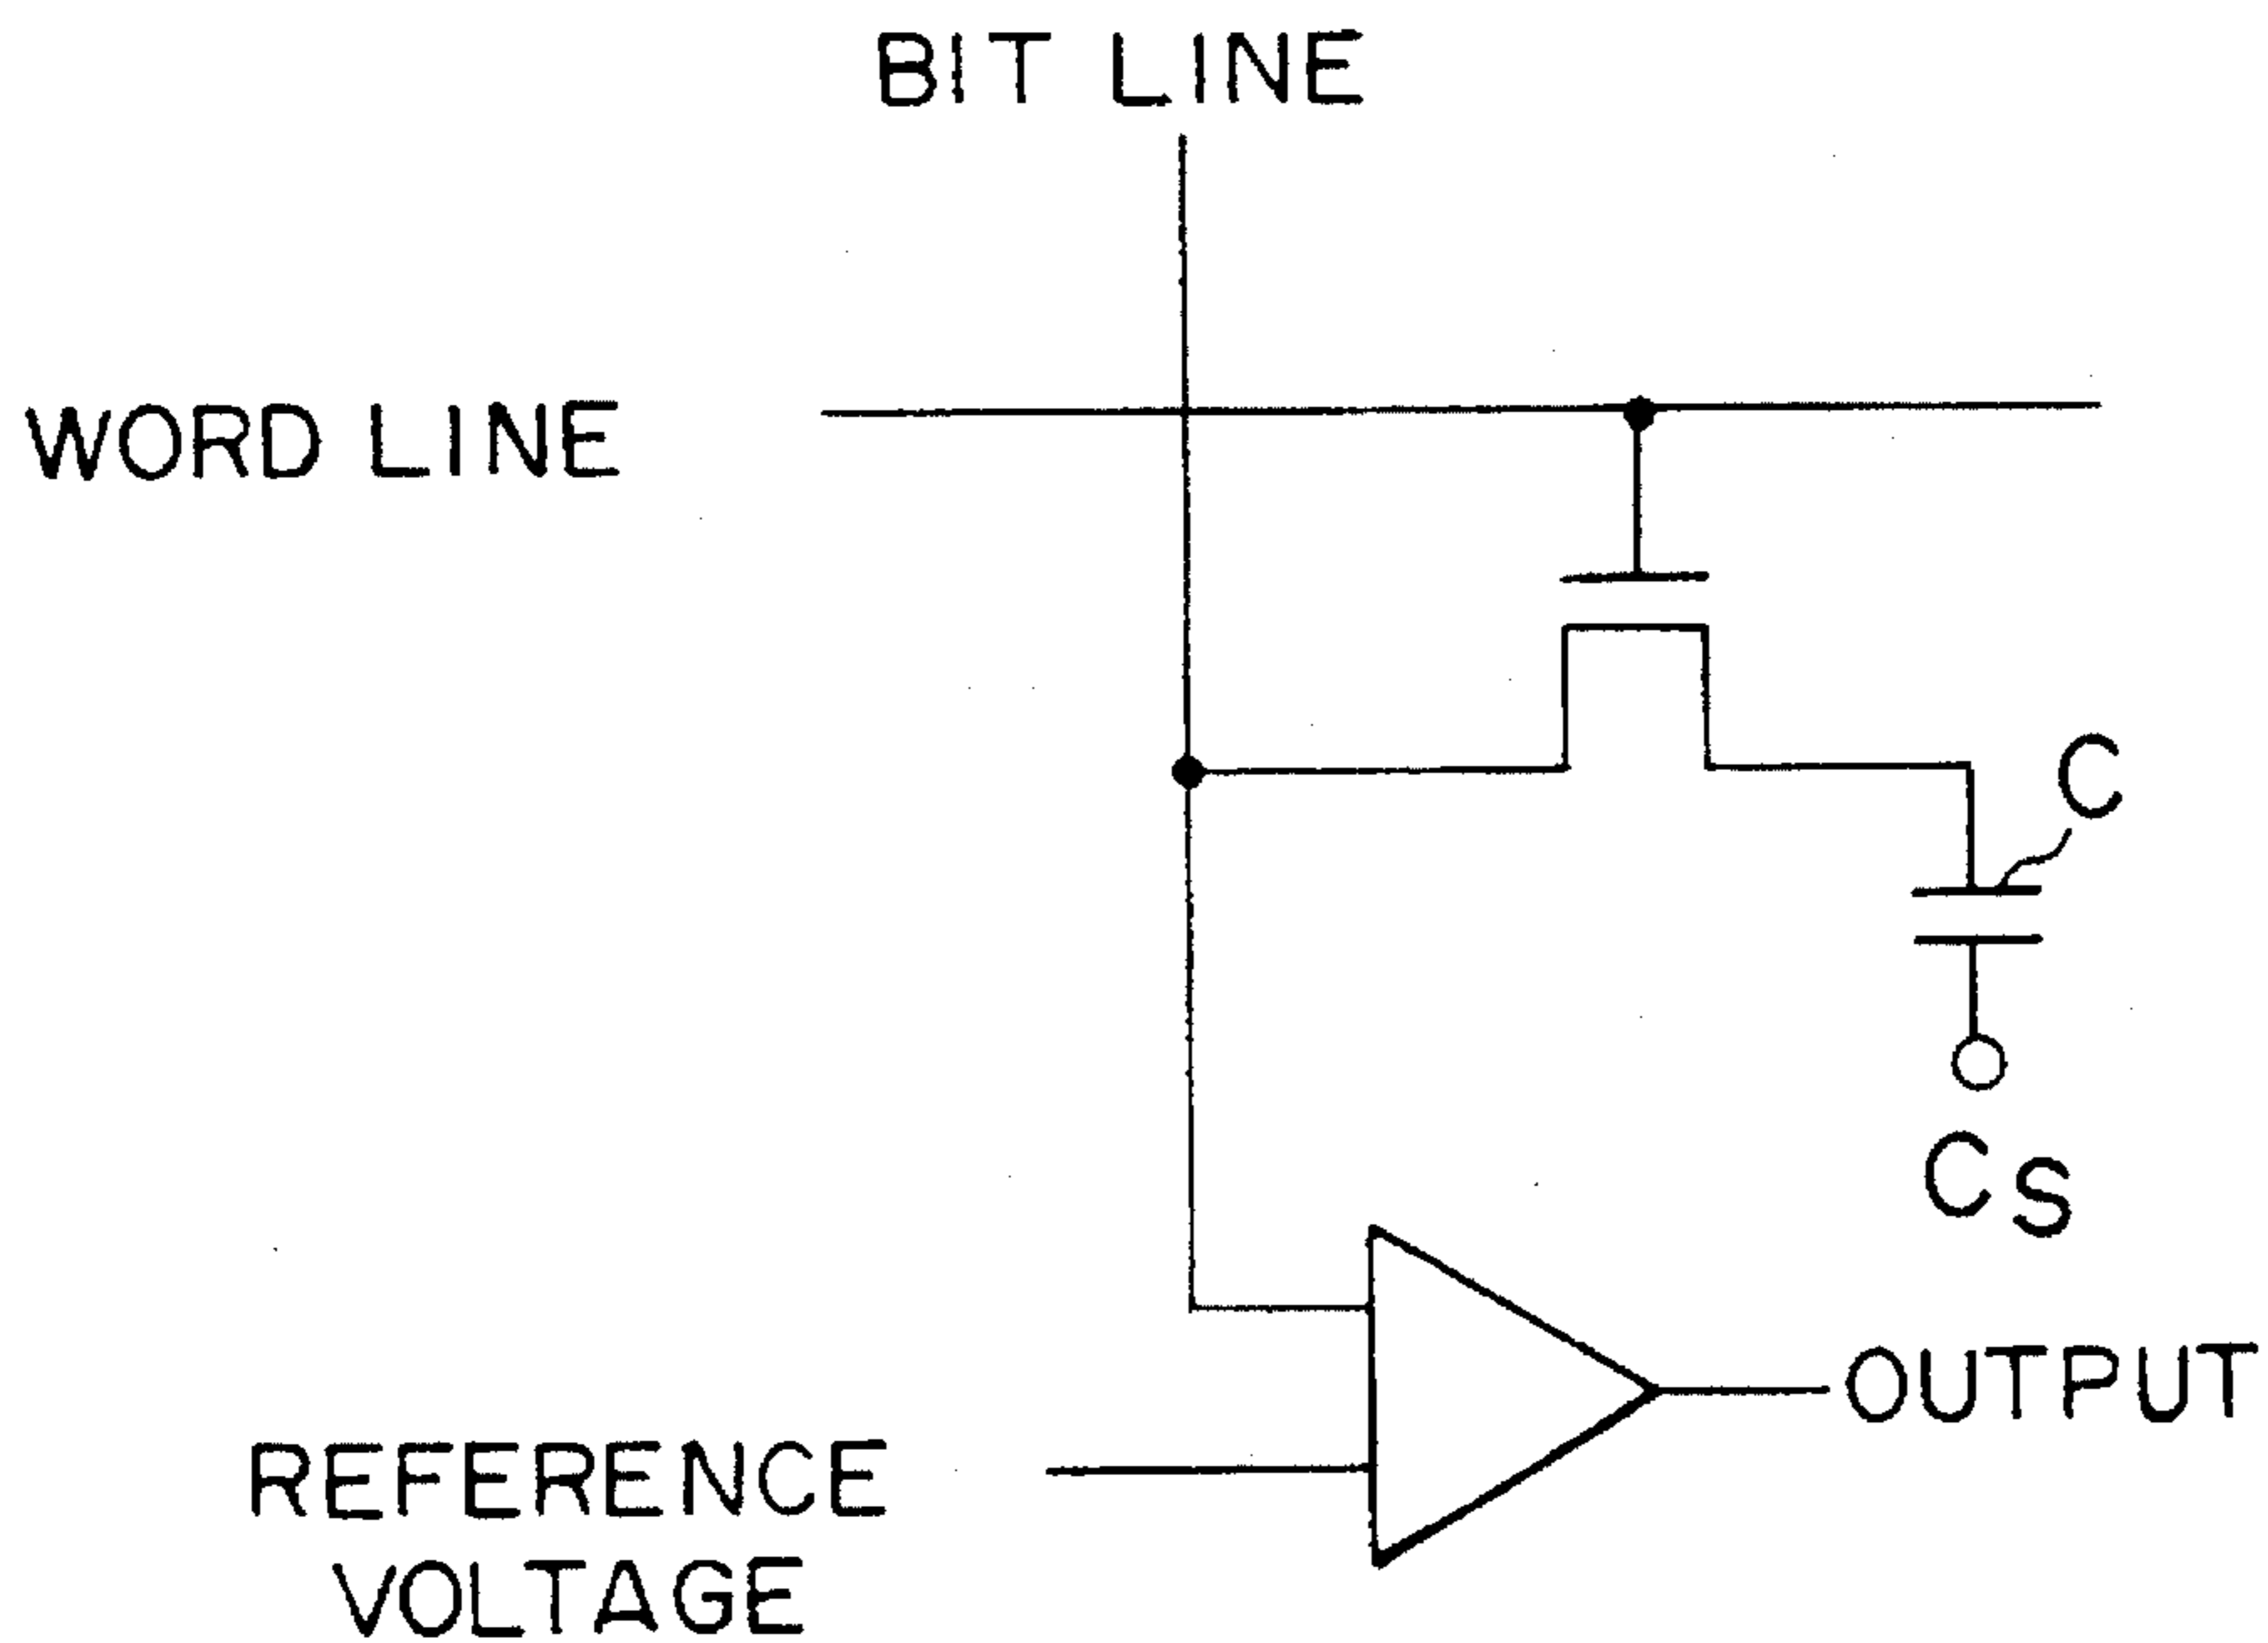 BIT LINE
WORD LINE
C
CS
OUTPUT
REFERENCE
VOLTAGE